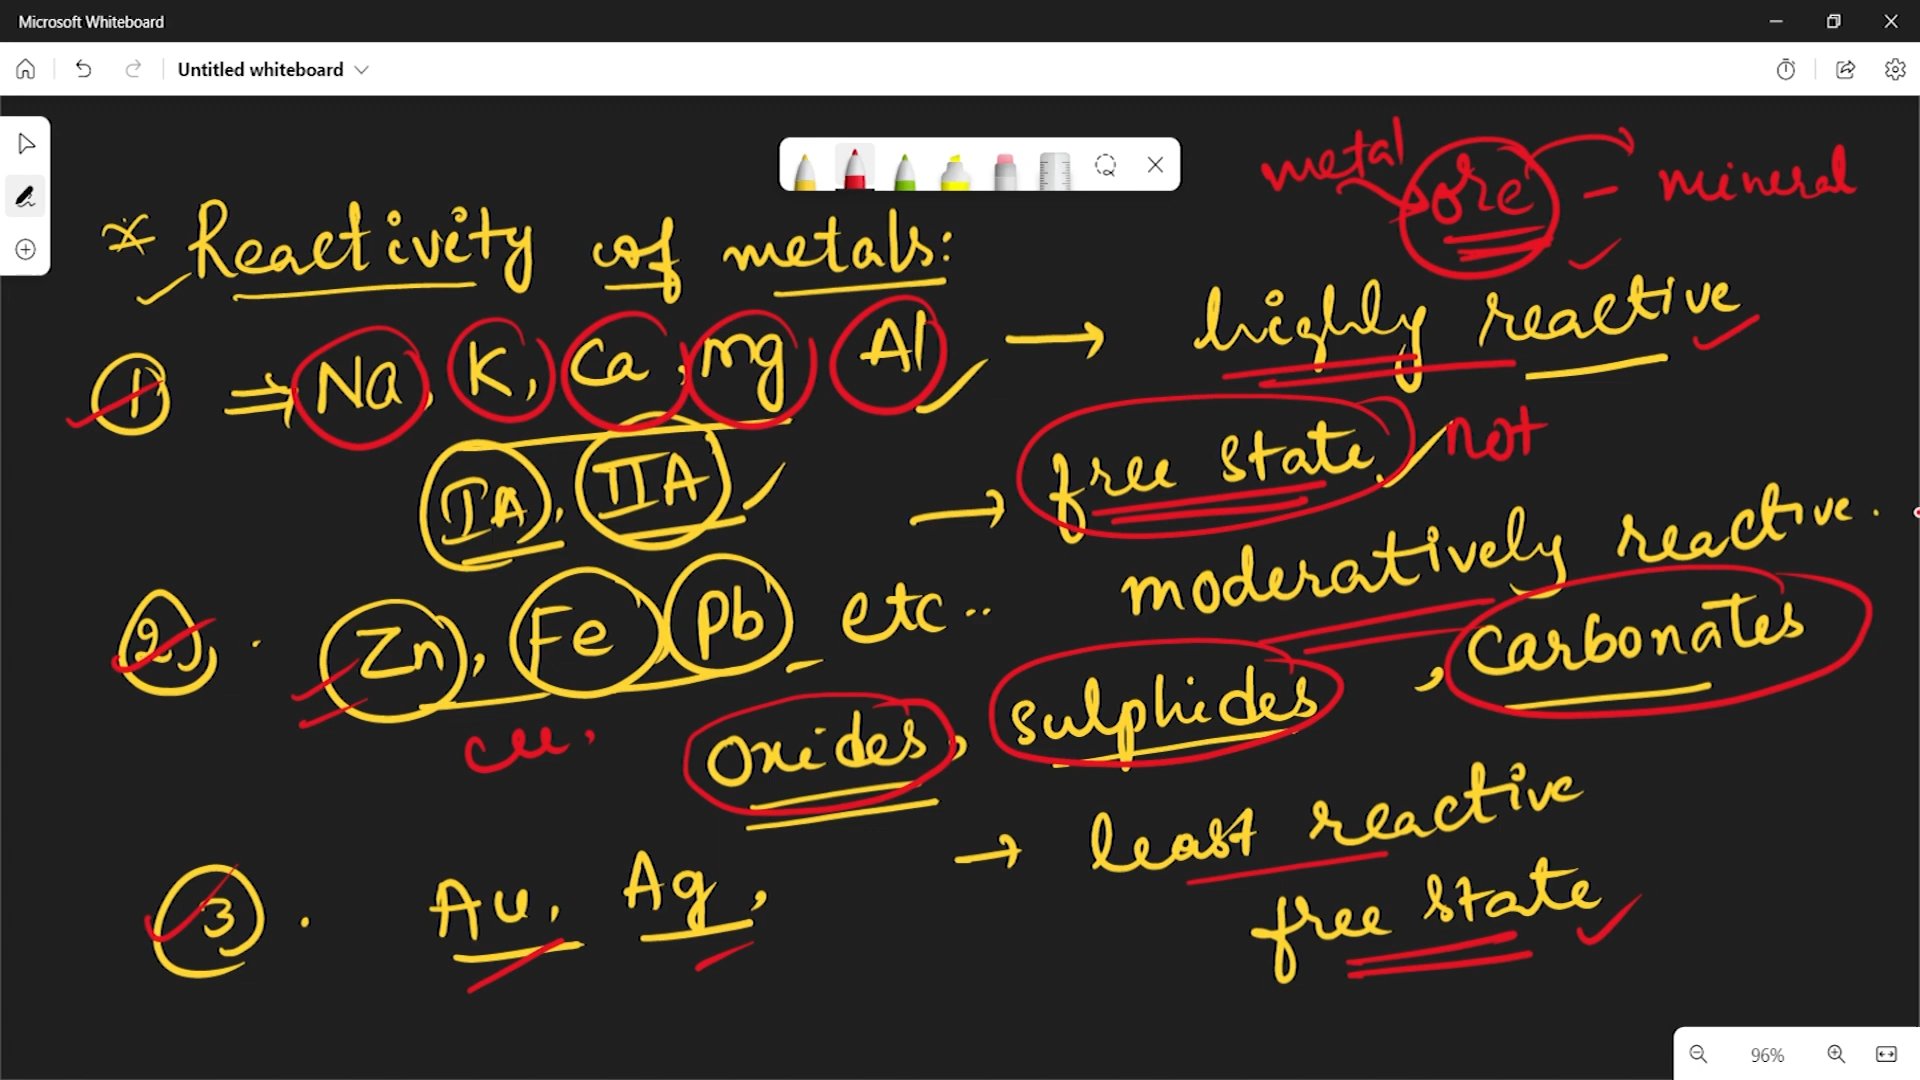 Microsoft Whiteboard
Untitled whiteboard
metal ore - mineral
* Reactivity of metals:
① ⇒ Na, K, Ca, Mg Al → highly reactive
IA, IIA → free state not
②. Zn, Fe, Pb etc.. moderatively reactive.
cu, oxides, sulphides, carbonates
③. Au, Ag, → least reactive
free state
96%